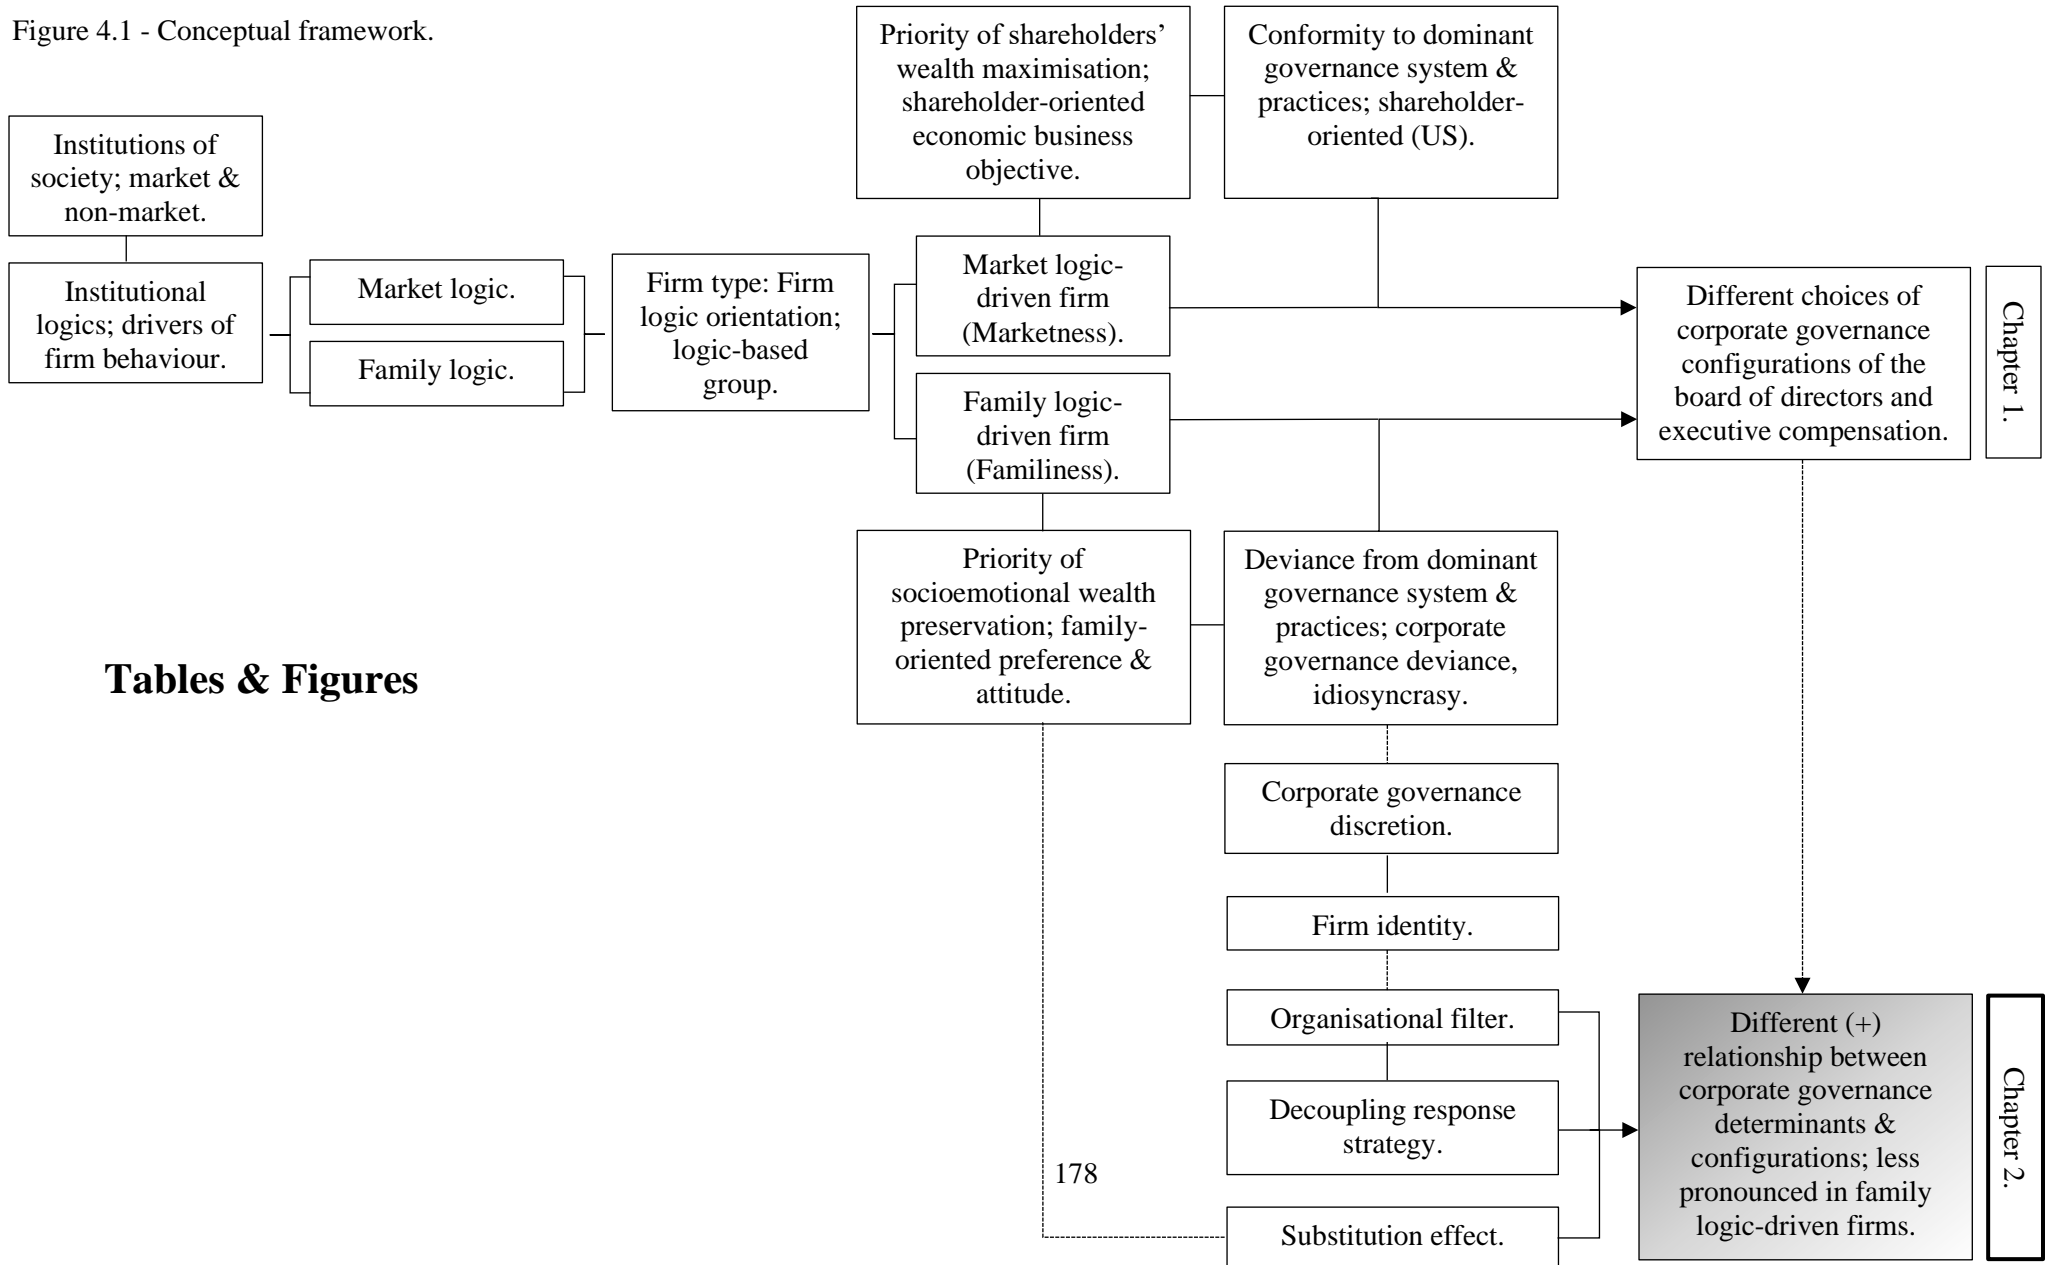 Figure 4.1 - Conceptual framework.
Institutions of
society; market &
non-market.
Institutional
logics; drivers of
firm behaviour.
Market logic.
Family logic.
Firm type: Firm
logic orientation;
logic-based
group.
Priority of shareholders’
wealth maximisation;
shareholder-oriented
economic business
objective.
Conformity to dominant
governance system &
practices; shareholder-
oriented (US).
Market logic-
driven firm
(Marketness).
Family logic-
driven firm
(Familiness).
Different choices of
corporate governance
configurations of the
board of directors and
executive compensation.
Chapter 1.
Priority of
socioemotional wealth
preservation; family-
oriented preference &
attitude.
Deviance from dominant
governance system &
practices; corporate
governance deviance,
idiosyncrasy.
Tables & Figures
Corporate governance
discretion.
Firm identity.
Organisational filter.
Decoupling response
strategy.
Substitution effect.
Different (+)
relationship between
corporate governance
determinants &
configurations; less
pronounced in family
logic-driven firms.
Chapter 2.
178